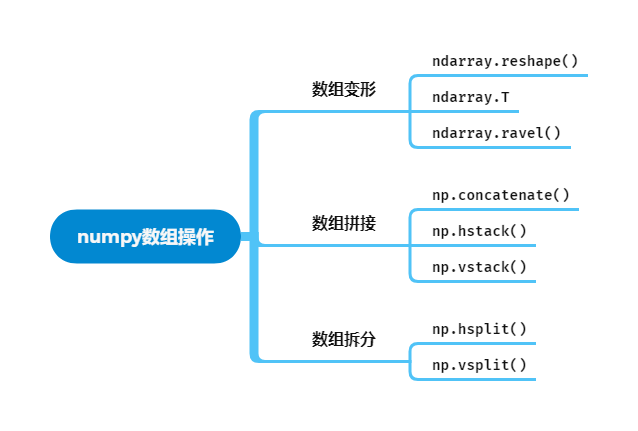 numpy数组操作
数组变形
ndarray.reshape()
ndarray.T
ndarray.ravel()
数组拼接
np.concatenate()
np.hstack()
np.vstack()
数组拆分
np.hsplit()
np.vsplit()